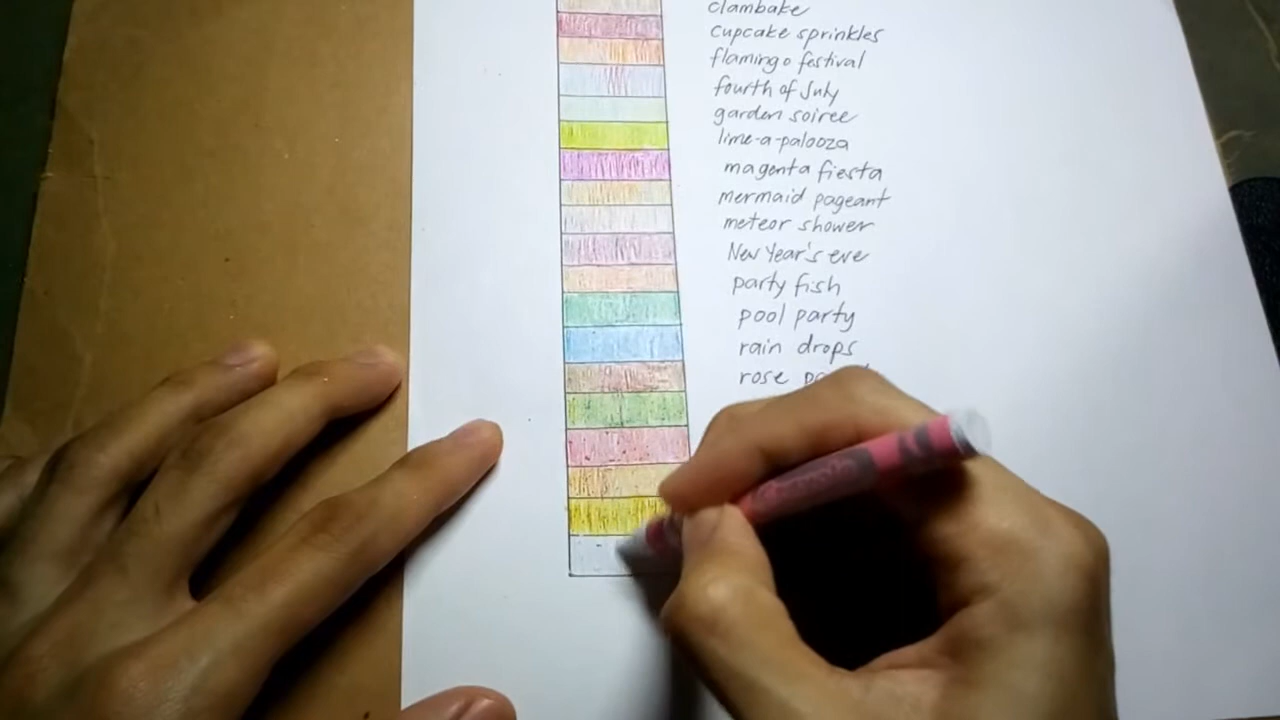 clambake
cupcake sprinkles
flamingo festival
fourth of July
garden soiree
lime-a-palooza
magenta fiesta
mermaid pageant
meteor shower
New Year's eve
party fish
pool party
rain drops
rose